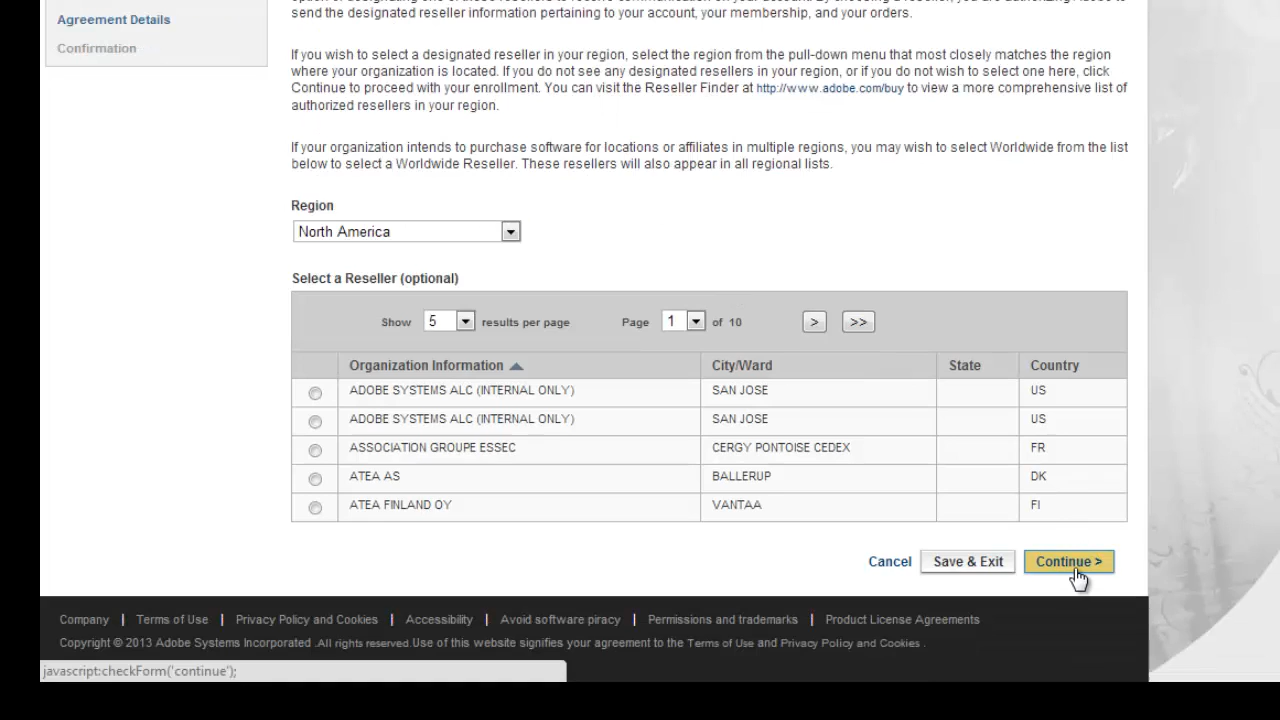 Agreement Details
Confirmation
send the designated reseller information pertaining to your account, your membership, and your orders.
If you wish to select a designated reseller in your region, select the region from the pull-down menu that most closely matches the region
where your organization is located. If you do not see any designated resellers in your region, or if you do not wish to select one here, click
Continue to proceed with your enrollment. You can visit the Reseller Finder at http://www.adobe.com/buy to view a more comprehensive list of
authorized resellers in your region.
If your organization intends to purchase software for locations or affiliates in multiple regions, you may wish to select Worldwide from the list
below to select a Worldwide Reseller. These resellers will also appear in all regional lists.
Region
North America
Select a Reseller (optional)
Show 5 results per page Page 1 of 10 > >>
Organization Information City/Ward State Country
ADOBE SYSTEMS ALC (INTERNAL ONLY) SAN JOSE US
ADOBE SYSTEMS ALC (INTERNAL ONLY) SAN JOSE US
ASSOCIATION GROUPE ESSEC CERGY PONTOISE CEDEX FR
ATEA AS BALLERUP DK
ATEA FINLAND OY VANTAA FI
Cancel Save & Exit Continue >
Company | Terms of Use | Privacy Policy and Cookies | Accessibility | Avoid software piracy | Permissions and trademarks | Product License Agreements
Copyright © 2013 Adobe Systems Incorporated .All rights reserved.Use of this website signifies your agreement to the Terms of Use and Privacy Policy and Cookies .
javascript:checkForm('continue');